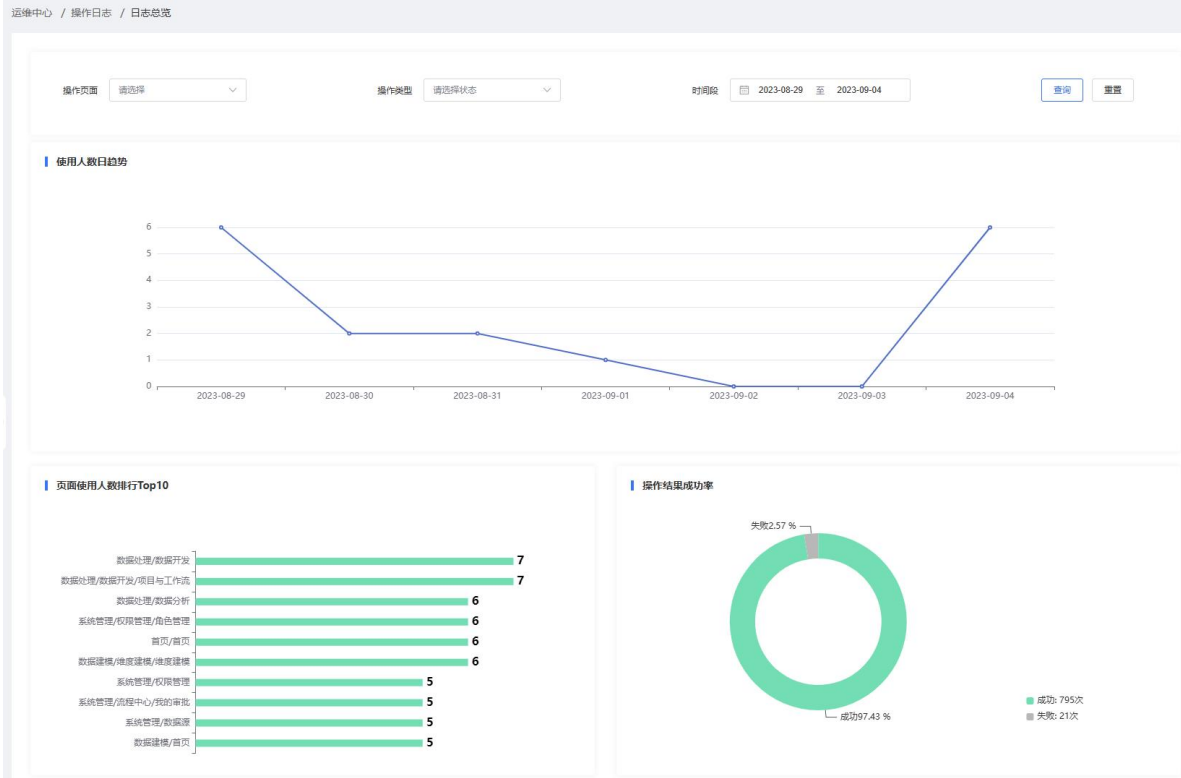 运维中心 / 操作日志 / 日志总览
操作页面 请选择 操作类型 请选择状态 时间段 2023-08-29 至 2023-09-04 查询 重置
使用人数日趋势
6
5
4
3
2
1
0
2023-08-29 2023-08-30 2023-08-31 2023-09-01 2023-09-02 2023-09-03 2023-09-04
页面使用人数排行Top10
数据处理/数据开发 7
数据处理/数据开发/项目与工作流 7
数据处理/数据分析 6
系统管理/权限管理/角色管理 6
首页/首页 6
数据建模/维度建模/维度建模 6
系统管理/权限管理 5
系统管理/流程中心/我的审批 5
系统管理/数据源 5
数据建模/首页 5
操作结果成功率
失败2.57 %
成功97.43 %
成功: 795次
失败: 21次